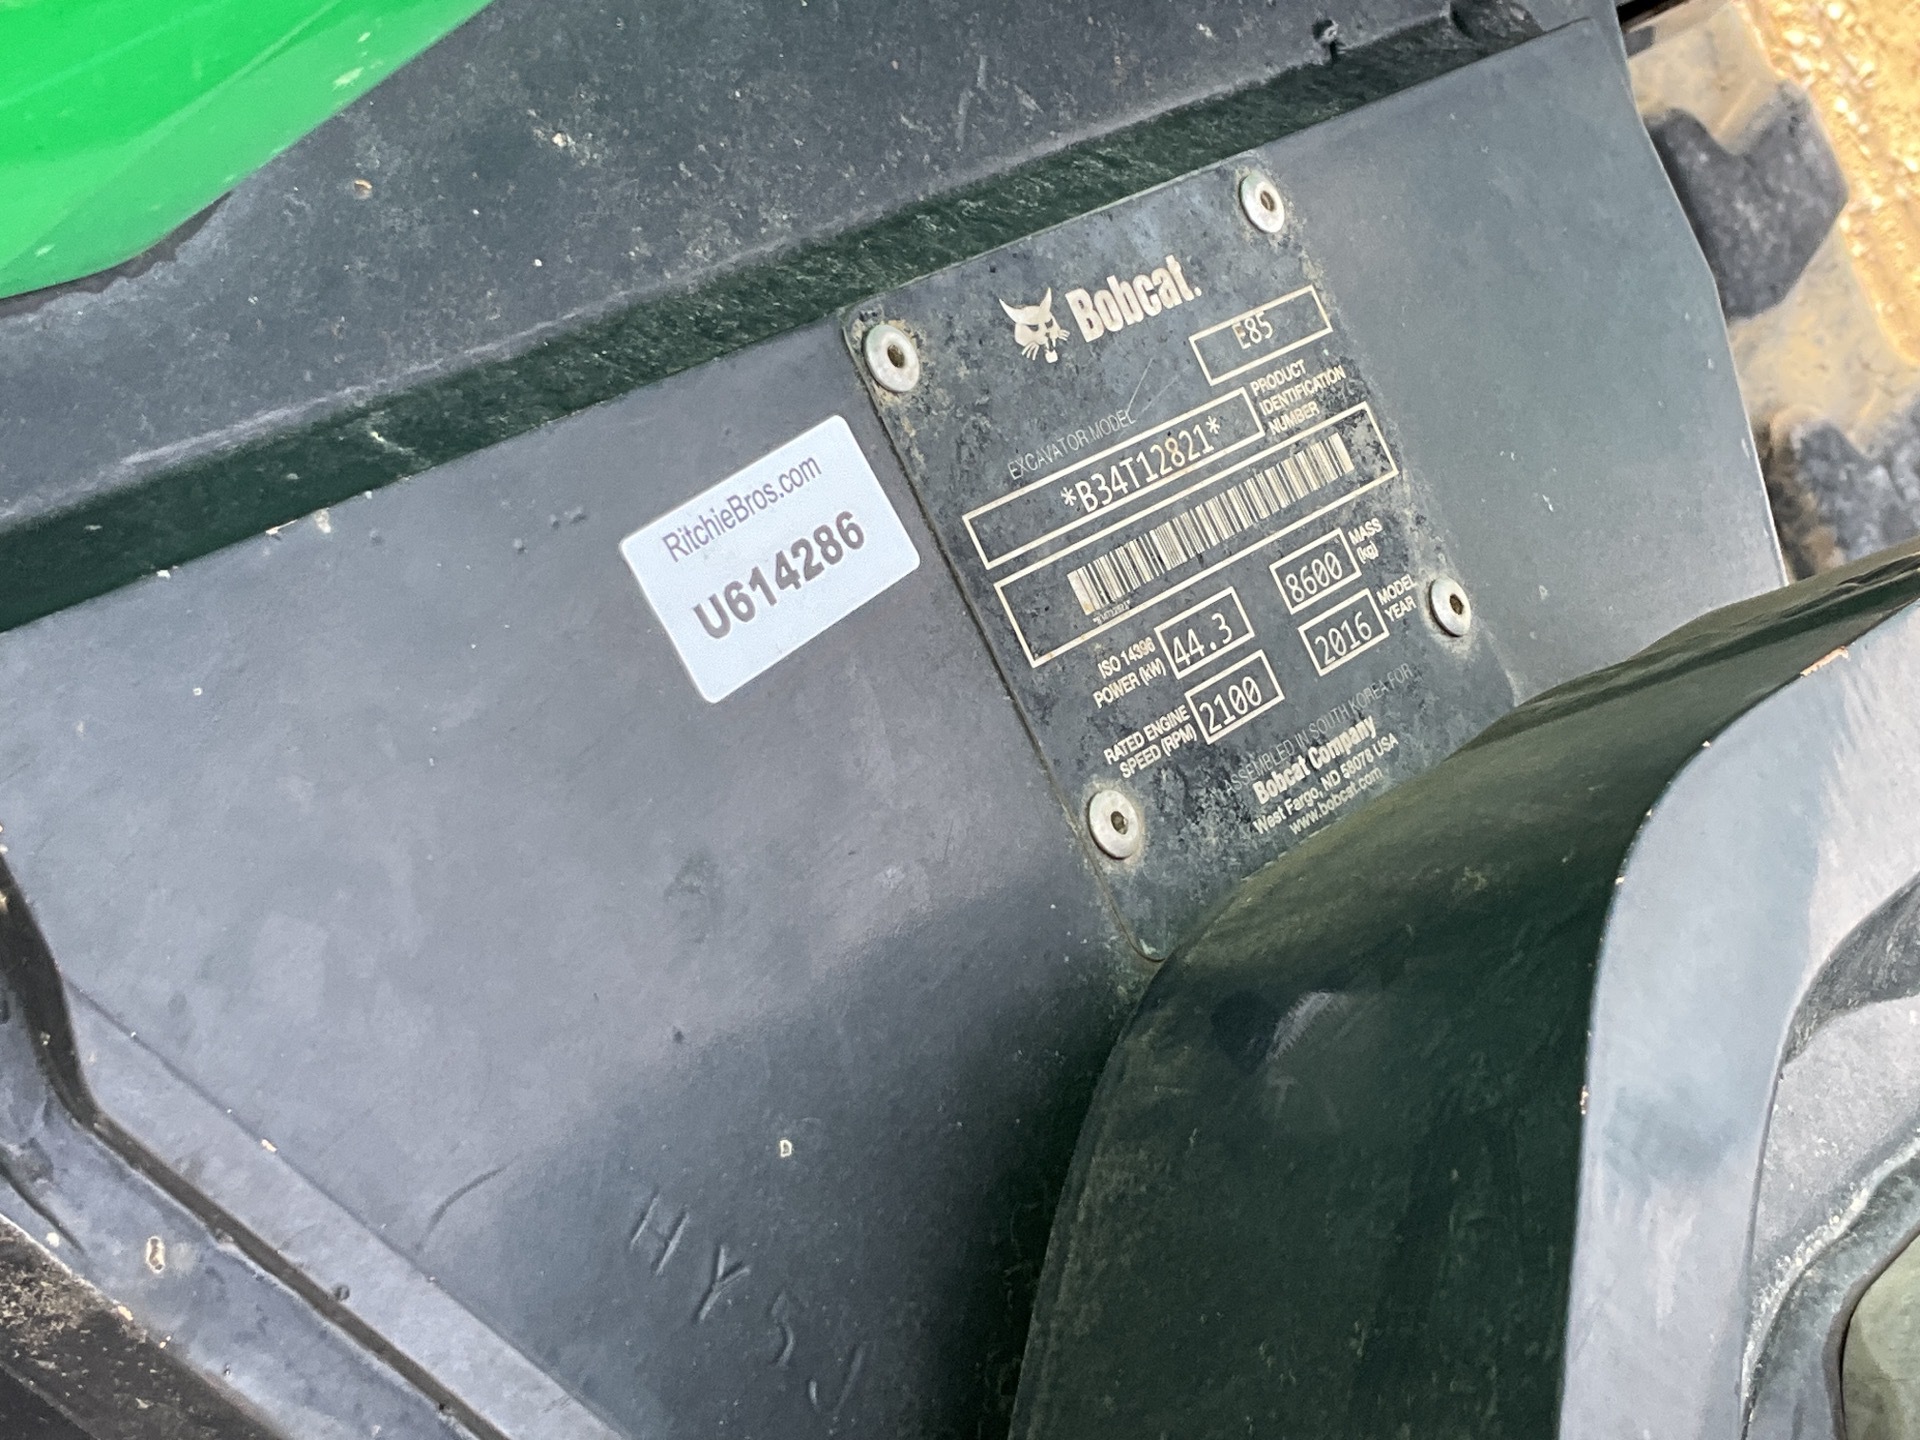 Bobcat.
EXCAVATOR MODEL
E85
*B34T12821*
PRODUCT
IDENTIFICATION
NUMBER
ISO 14396
POWER (kW)
44.3
8600
MASS
(kg)
RATED ENGINE
SPEED (RPM)
2100
2016
MODEL
YEAR
ASSEMBLED IN SOUTH KOREA FOR
Bobcat Company
West Fargo, ND 58078 USA
www.bobcat.com
RitchieBros.com
U614286
H Y